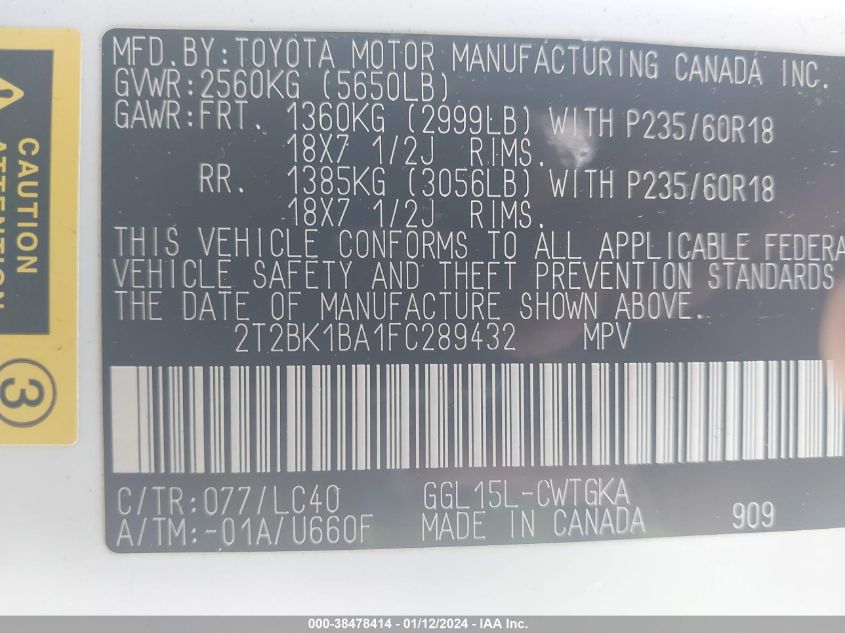 MFD.BY:TOYOTA MOTOR MANUFACTURING CANADA INC.
GVWR:2560KG (5650LB)
GAWR:FRT. 1360KG (2999LB) WITH P235/60R18
18X7 1/2J RIMS.
RR. 1385KG (3056LB) WITH P235/60R18
18X7 1/2J RIMS.
THIS VEHICLE CONFORMS TO ALL APPLICABLE FEDERA
VEHICLE SAFETY AND THEFT PREVENTION STANDARDS
THE DATE OF MANUFACTURE SHOWN ABOVE.
2T2BK1BA1FC289432 MPV
C/TR:077/LC40 GGL15L-CWTGKA
A/TM:-01A/U660F MADE IN CANADA 909
CAUTION
ATTENTION
3
000-38478414 - 01/12/2024 - IAA Inc.